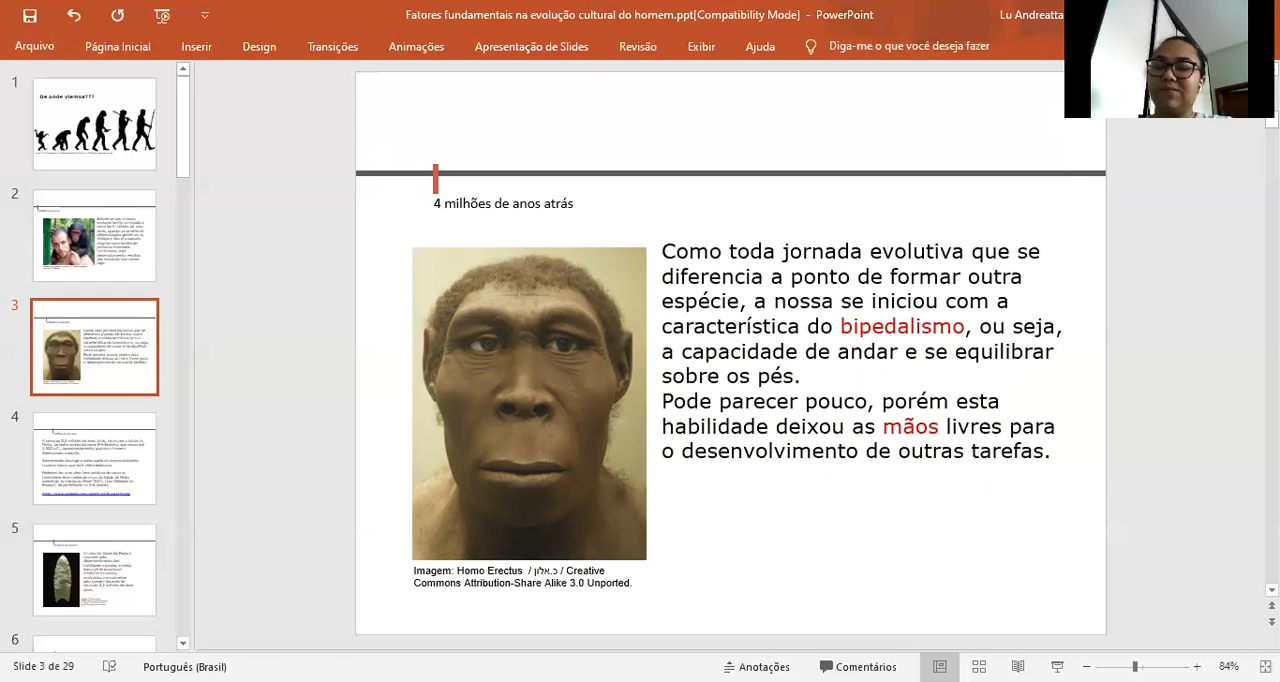 Fatores fundamentais na evolução cultural do homem.ppt[Compatibility Mode] - PowerPoint
Lu Andreatta
Arquivo Página Inicial Inserir Design Transições Animações Apresentação de Slides Revisão Exibir Ajuda Diga-me o que você deseja fazer
1
De onde viemos???
2
3
4
5
6
4 milhões de anos atrás
Como toda jornada evolutiva que se
diferencia a ponto de formar outra
espécie, a nossa se iniciou com a
característica do bipedalismo, ou seja,
a capacidade de andar e se equilibrar
sobre os pés.
Pode parecer pouco, porém esta
habilidade deixou as mãos livres para
o desenvolvimento de outras tarefas.
Imagem: Homo Erectus / כ.אלון / Creative
Commons Attribution-Share Alike 3.0 Unported.
Slide 3 de 29 Português (Brasil) Anotações Comentários 84%